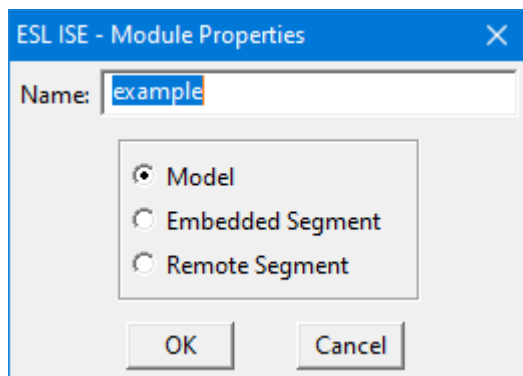 ESL ISE - Module Properties
Name: example
Model
Embedded Segment
Remote Segment
OK Cancel